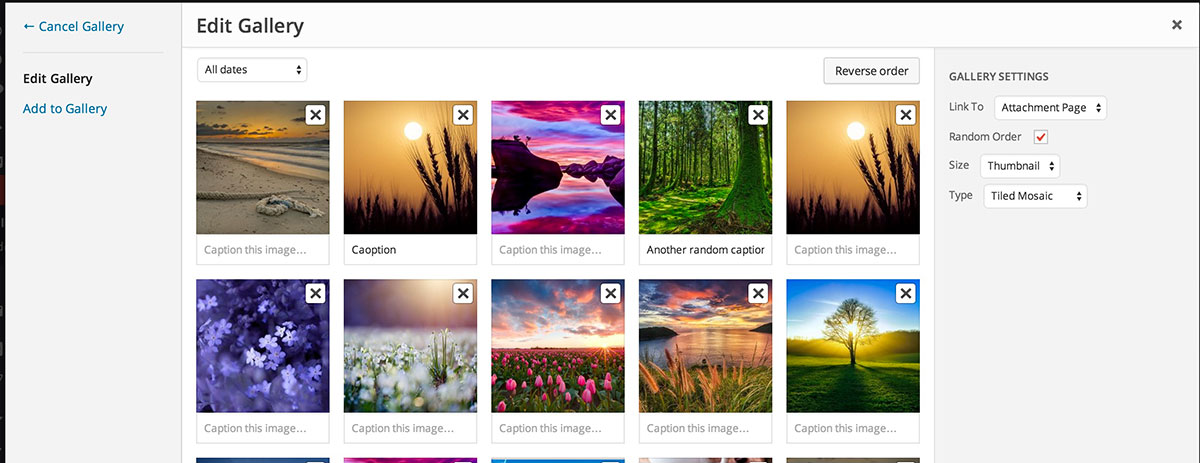 ← Cancel Gallery
Edit Gallery
Add to Gallery
Edit Gallery
All dates
Reverse order
Caption this image...
Caoption
Caption this image...
Another random caption
Caption this image...
Caption this image...
Caption this image...
Caption this image...
Caption this image...
Caption this image...
GALLERY SETTINGS
Link To Attachment Page
Random Order
Size Thumbnail
Type Tiled Mosaic